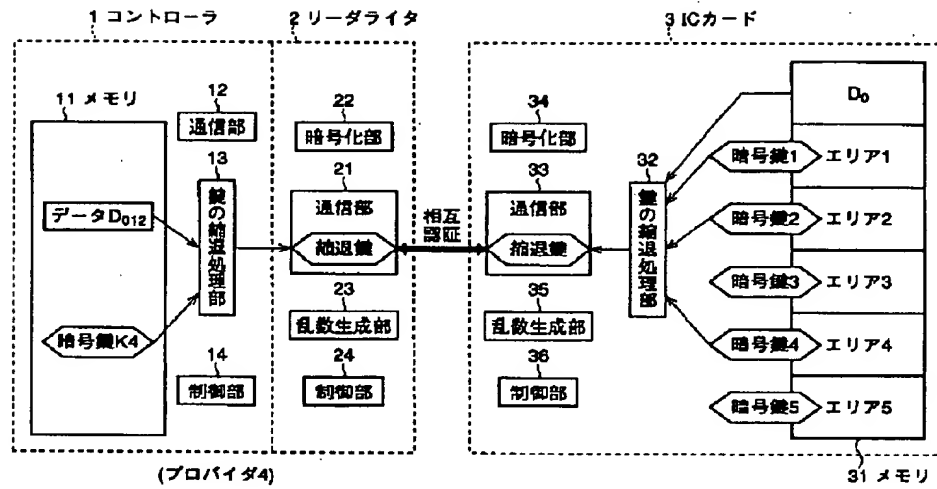 1 コントローラ
2 リーダライタ
3 ICカード
11 メモリ
12
通信部
13
鍵の縮退処理部
データD012
暗号鍵K4
14
制御部
22
暗号化部
21
通信部
縮退鍵
23
乱数生成部
24
制御部
相互
認証
34
暗号化部
33
通信部
縮退鍵
35
乱数生成部
36
制御部
32
鍵の縮退処理部
D0
暗号鍵1 エリア1
暗号鍵2 エリア2
暗号鍵3 エリア3
暗号鍵4 エリア4
暗号鍵5 エリア5
31 メモリ
(プロバイダ4)